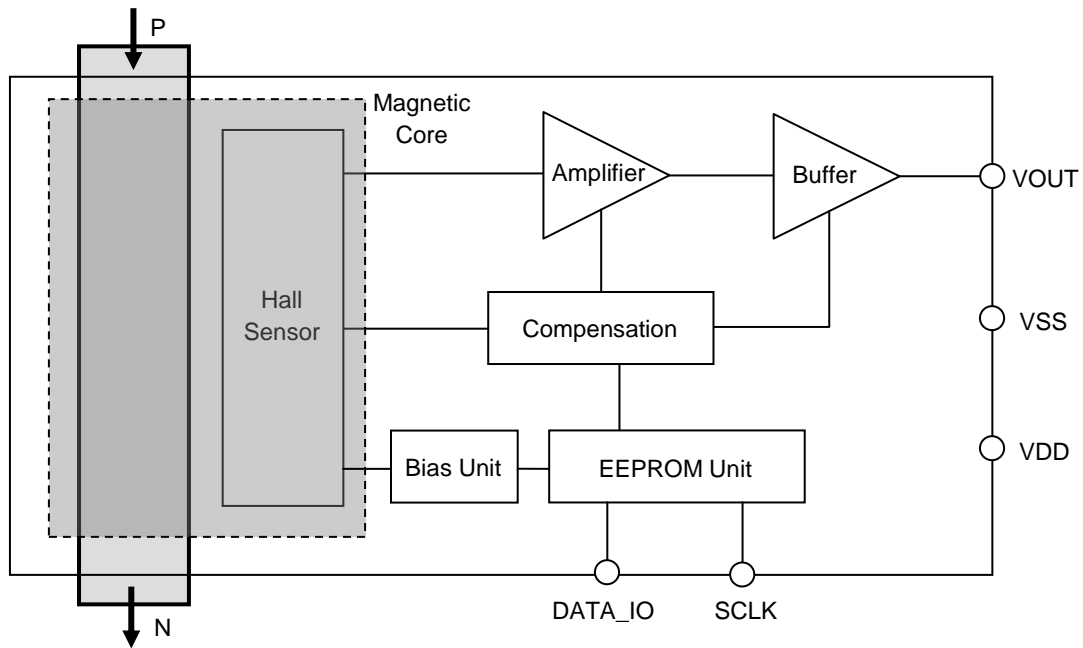 P
Magnetic
Core
Amplifier
Buffer
VOUT
Hall
Sensor
Compensation
VSS
Bias Unit
EEPROM Unit
VDD
DATA_IO
SCLK
N